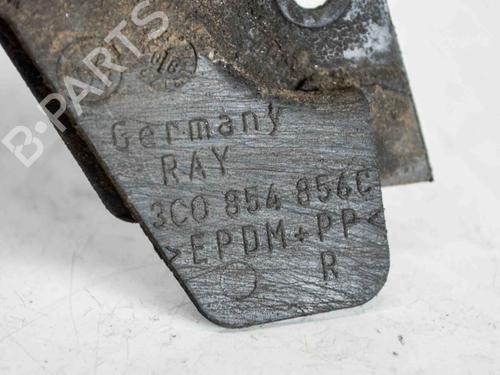 B-Parts
Germany
RAY
3C0 854 856C
>EPDM+PP<
R